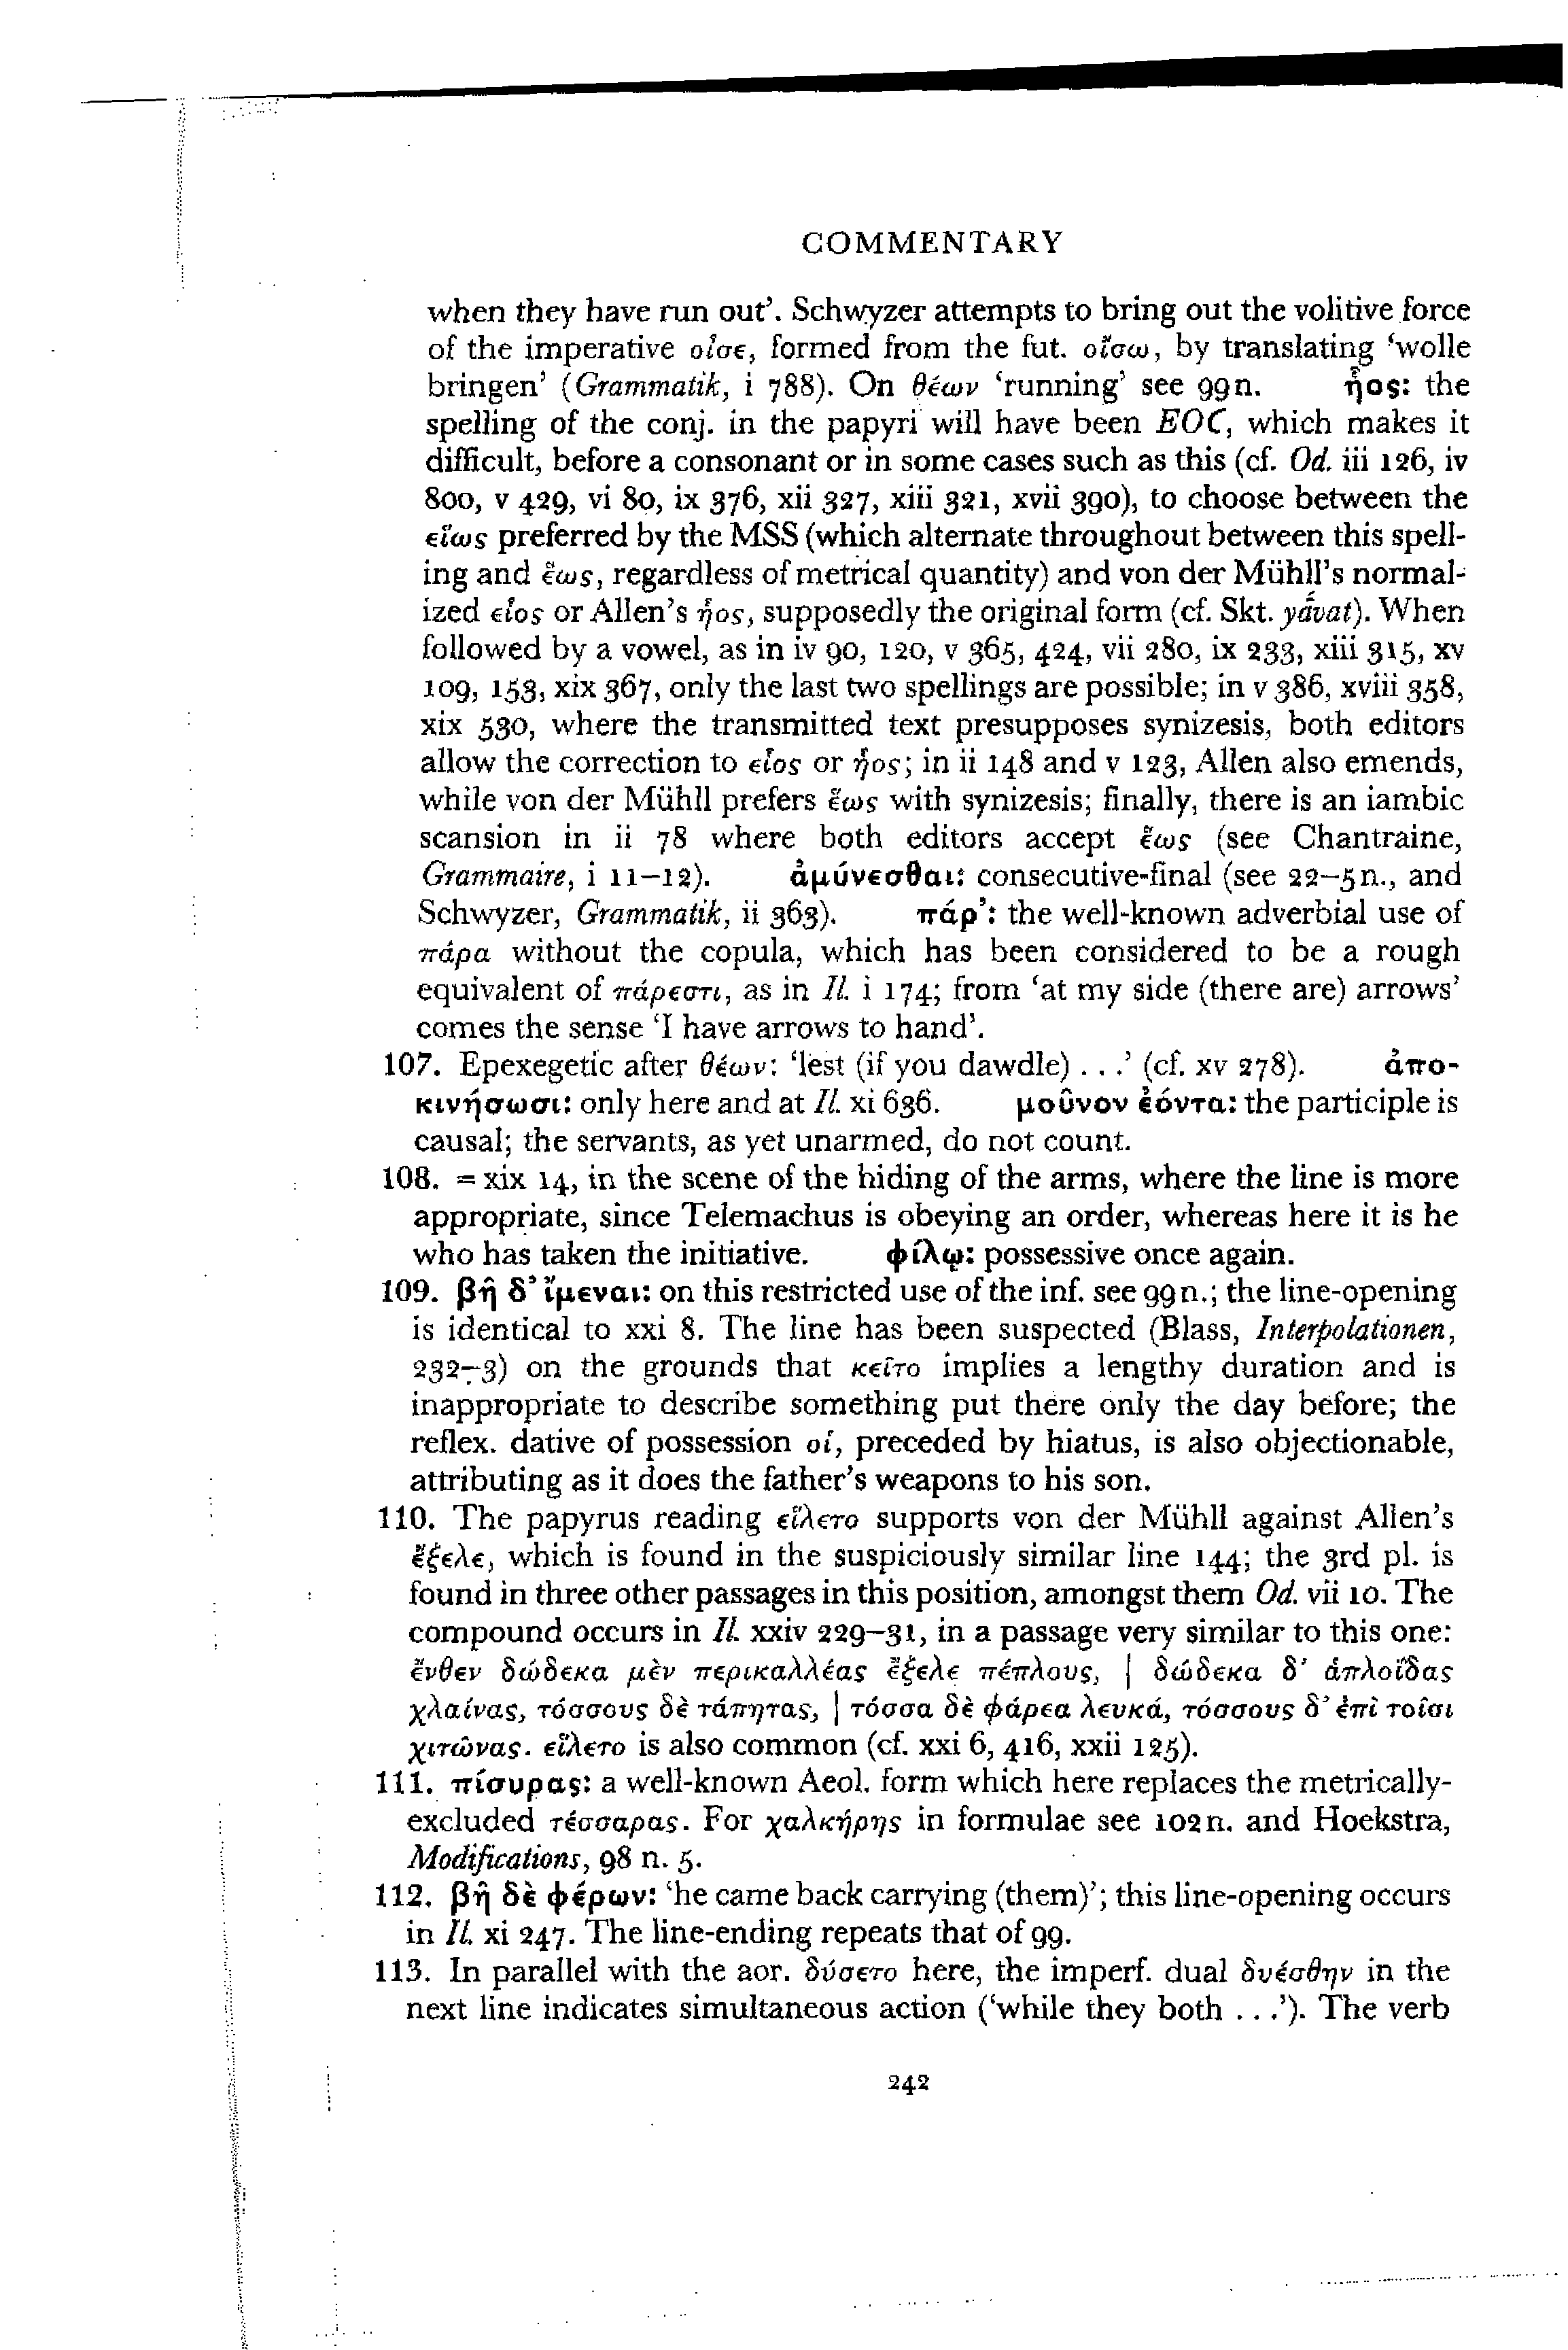 COMMENTARY
when they have run out’. Schwyzer attempts to bring out the volitive force
of the imperative οἶσε, formed from the fut. οἴσω, by translating ‘wolle
bringen’ (Grammatik, i 788). On θέων ‘running’ see 99n. ἧος: the
spelling of the conj. in the papyri will have been ΕΟϹ, which makes it
difficult, before a consonant or in some cases such as this (cf. Od. iii 126, iv
800, v 429, vi 80, ix 376, xii 327, xiii 321, xvii 390), to choose between the
εἵως preferred by the MSS (which alternate throughout between this spell-
ing and ἕως, regardless of metrical quantity) and von der Mühll’s normal-
ized εἷος or Allen’s ἧος, supposedly the original form (cf. Skt. yā́vat). When
followed by a vowel, as in iv 90, 120, v 365, 424, vii 280, ix 233, xiii 315, xv
109, 153, xix 367, only the last two spellings are possible; in v 386, xviii 358,
xix 530, where the transmitted text presupposes synizesis, both editors
allow the correction to εἷος or ἧος; in ii 148 and v 123, Allen also emends,
while von der Mühll prefers ἕως with synizesis; finally, there is an iambic
scansion in ii 78 where both editors accept ἕως (see Chantraine,
Grammaire, i 11–12). ἀμύνεσθαι: consecutive-final (see 22–5n., and
Schwyzer, Grammatik, ii 363). πάρ’: the well-known adverbial use of
πάρα without the copula, which has been considered to be a rough
equivalent of πάρεστι, as in Il. i 174; from ‘at my side (there are) arrows’
comes the sense ‘I have arrows to hand’.
107. Epexegetic after θέων: ‘lest (if you dawdle) . . .’ (cf. xv 278). ἀπο-
κινήσωσι: only here and at Il. xi 636. μοῦνον ἐόντα: the participle is
causal; the servants, as yet unarmed, do not count.
108. = xix 14, in the scene of the hiding of the arms, where the line is more
appropriate, since Telemachus is obeying an order, whereas here it is he
who has taken the initiative. φίλῳ: possessive once again.
109. βῆ δ’ ἴμεναι: on this restricted use of the inf. see 99n.; the line-opening
is identical to xxi 8. The line has been suspected (Blass, Interpolationen,
232–3) on the grounds that κεῖτο implies a lengthy duration and is
inappropriate to describe something put there only the day before; the
reflex. dative of possession οἱ, preceded by hiatus, is also objectionable,
attributing as it does the father’s weapons to his son.
110. The papyrus reading εἵλετο supports von der Mühll against Allen’s
ἔξελε, which is found in the suspiciously similar line 144; the 3rd pl. is
found in three other passages in this position, amongst them Od. vii 10. The
compound occurs in Il. xxiv 229–31, in a passage very similar to this one:
ἔνθεν δώδεκα μὲν περικαλλέας ἔξελε πέπλους, | δώδεκα δ’ ἁπλοΐδας
χλαίνας, τόσσους δὲ τάπητας, | τόσσα δὲ φάρεα λευκά, τόσσους δ’ ἐπὶ τοῖσι
χιτῶνας. εἵλετο is also common (cf. xxi 6, 416, xxii 125).
111. πίσυρας: a well-known Aeol. form which here replaces the metrically-
excluded τέσσαρας. For χαλκήρης in formulae see 102n. and Hoekstra,
Modifications, 98 n. 5.
112. βῆ δὲ φέρων: ‘he came back carrying (them)’; this line-opening occurs
in Il. xi 247. The line-ending repeats that of 99.
113. In parallel with the aor. δύσετο here, the imperf. dual δυέσθην in the
next line indicates simultaneous action (‘while they both . . .’). The verb
242